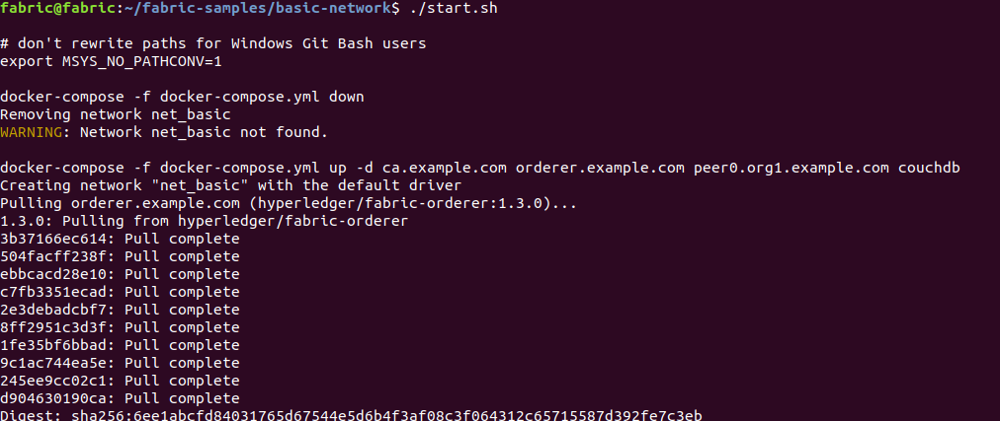 fabric@fabric:~/fabric-samples/basic-network$ ./start.sh
# don't rewrite paths for Windows Git Bash users
export MSYS_NO_PATHCONV=1
docker-compose -f docker-compose.yml down
Removing network net_basic
WARNING: Network net_basic not found.
docker-compose -f docker-compose.yml up -d ca.example.com orderer.example.com peer0.org1.example.com couchdb
Creating network "net_basic" with the default driver
Pulling orderer.example.com (hyperledger/fabric-orderer:1.3.0)...
1.3.0: Pulling from hyperledger/fabric-orderer
3b37166ec614: Pull complete
504facff238f: Pull complete
ebbcacd28e10: Pull complete
c7fb3351ecad: Pull complete
2e3debadcbf7: Pull complete
8ff2951c3d3f: Pull complete
1fe35bf6bbad: Pull complete
9c1ac744ea5e: Pull complete
245ee9cc02c1: Pull complete
d904630190ca: Pull complete
Digest: sha256:6ee1abcfd84031765d67544e5d6b4f3af08c3f064312c65715587d392fe7c3eb